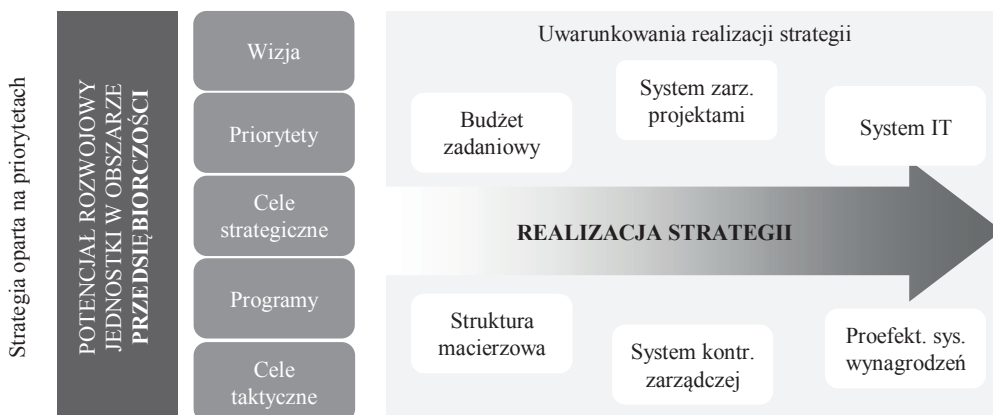 Strategia oparta na priorytetach
POTENCJAŁ ROZWOJOWY
JEDNOSTKI W OBSZARZE
PRZEDSIĘBIORCZOŚCI
Wizja
Priorytety
Cele
strategiczne
Programy
Cele
taktyczne
Uwarunkowania realizacji strategii
Budżet
zadaniowy
System zarz.
projektami
System IT
REALIZACJA STRATEGII
Struktura
macierzowa
System kontr.
zarządczej
Proefekt. sys.
wynagrodzeń